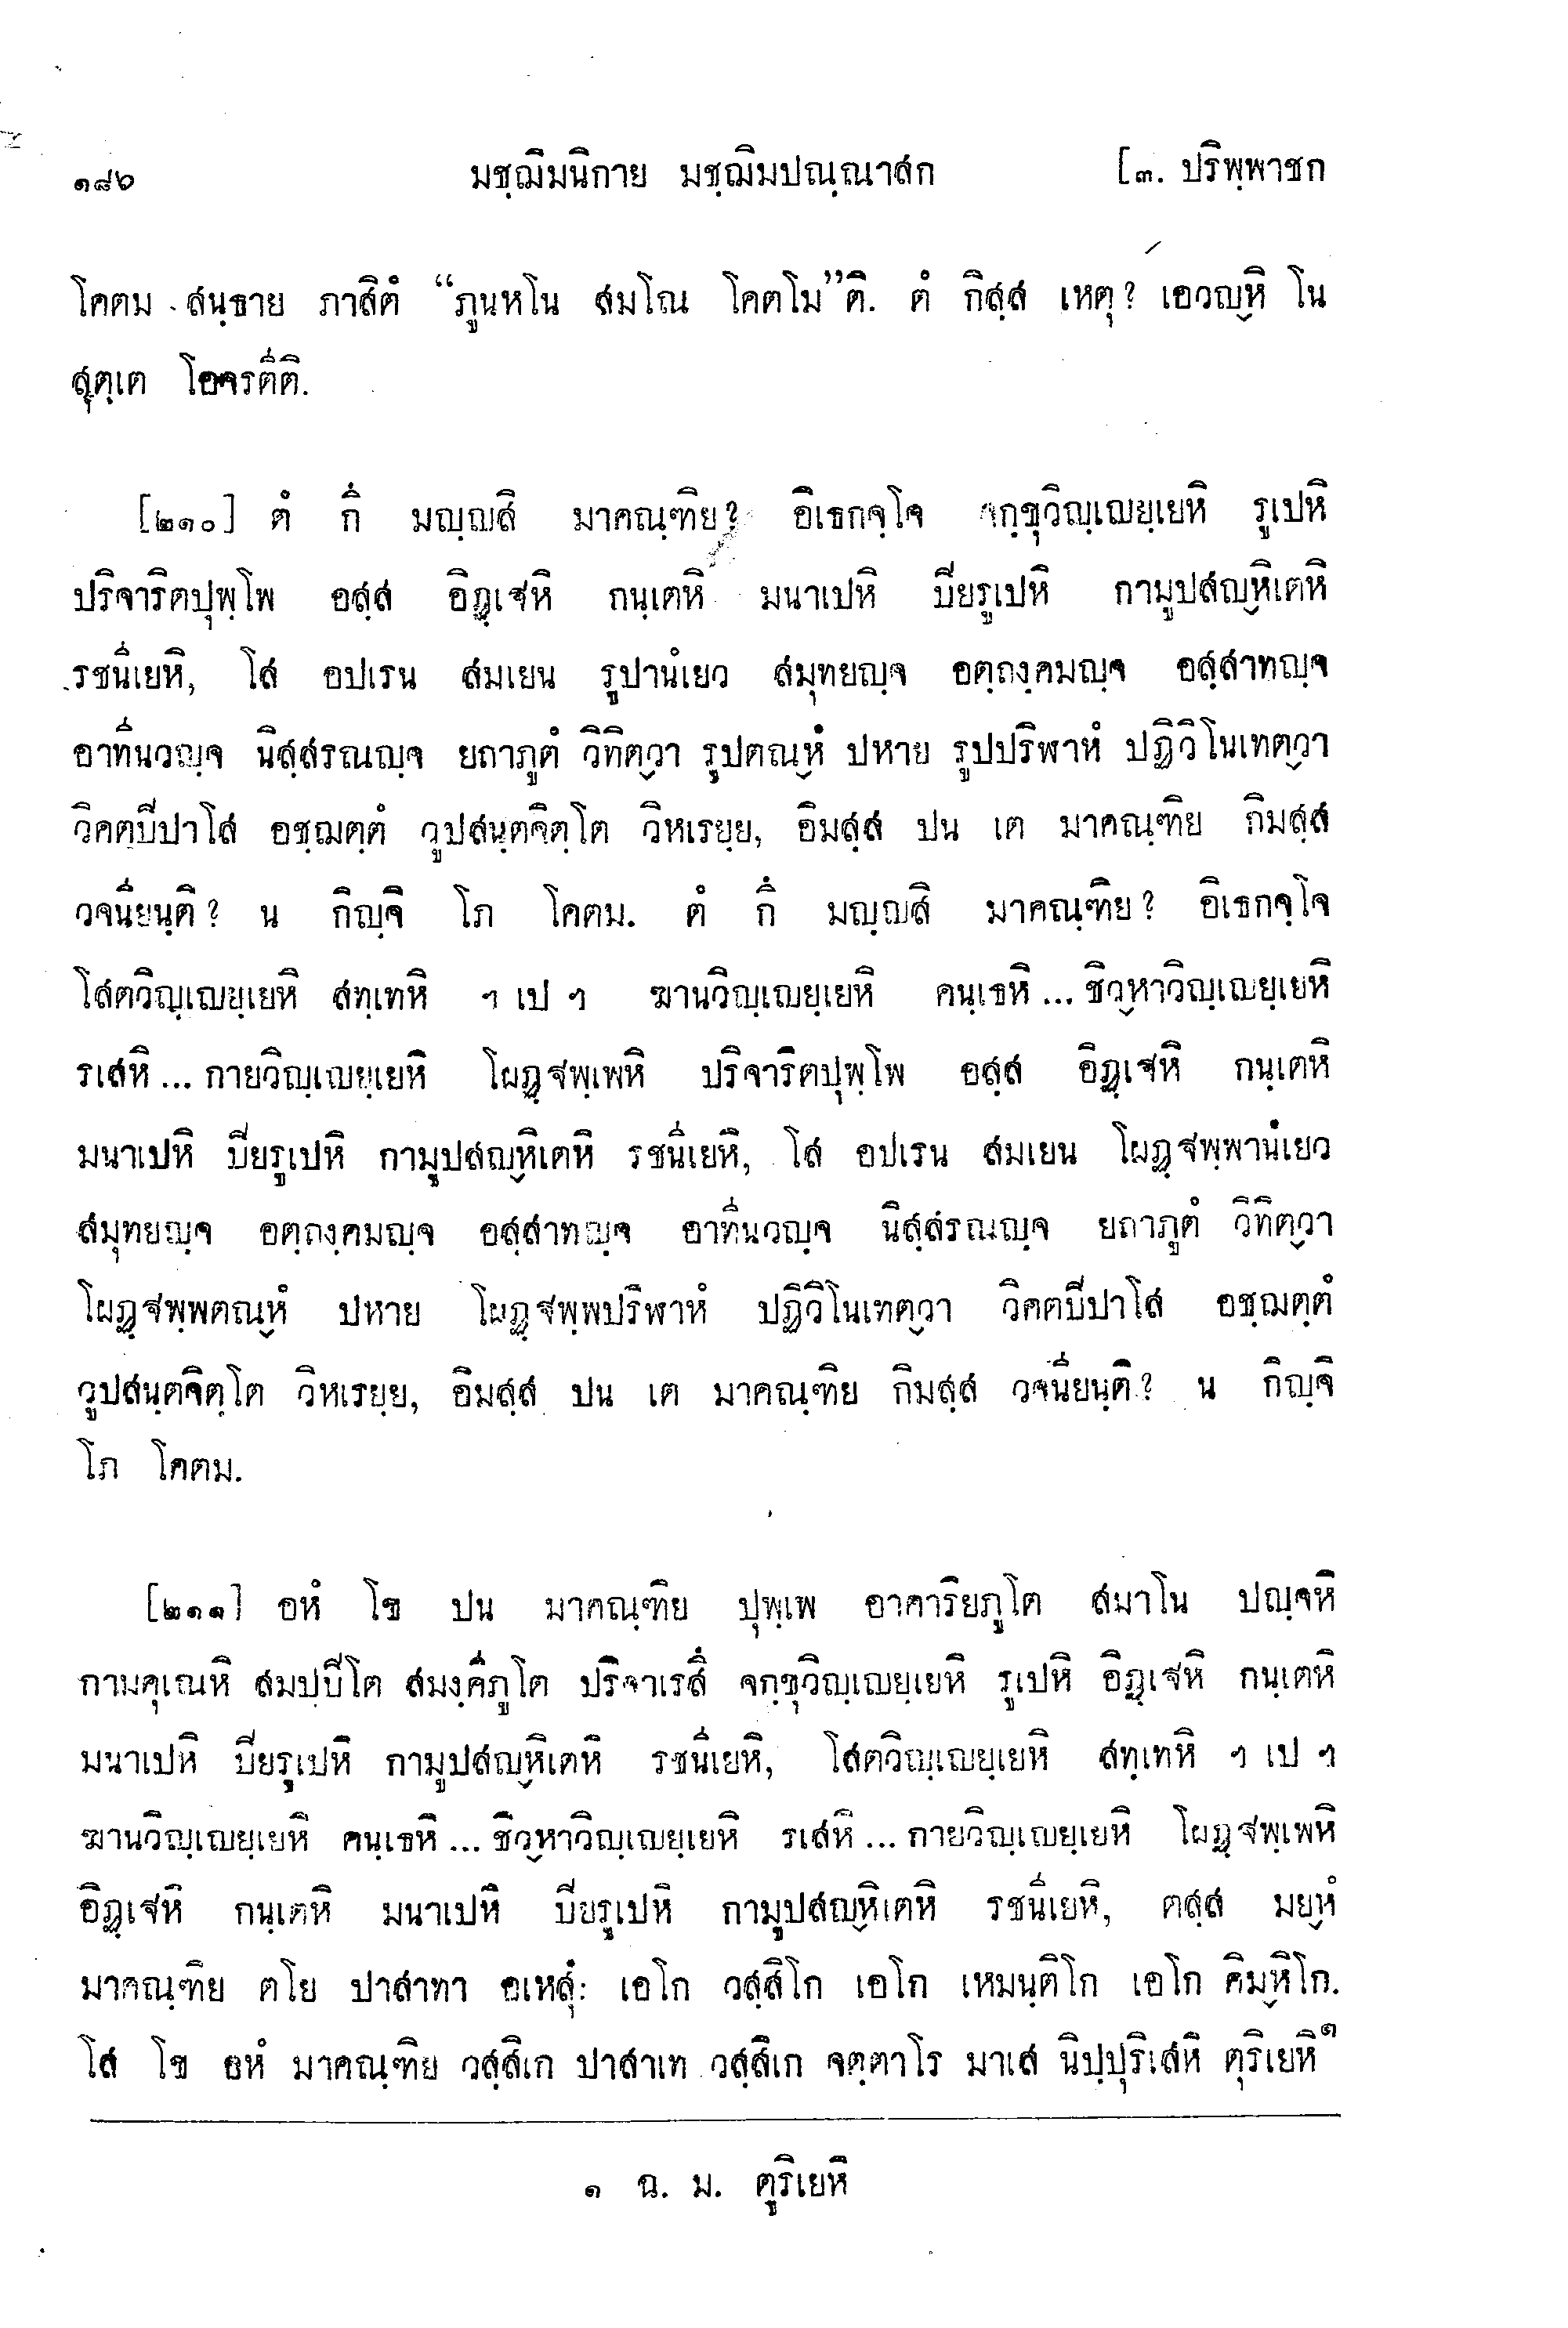 ๑๘๖ มชฺฌิมนิกาย มชฺฌิมปณฺณาสก [๓. ปริพฺพาชก
โคตม สนฺธาย ภาสิตํ “ภูนหโน สมโณ โคตโม”ติ. ตํ กิสฺส เหตุ? เอวญฺหิ โน
สุตฺเต โอจรตีติ.
[๒๑๐] ตํ กึ มญฺญสิ มาคณฺฑิย? อิเธกจฺโจ จกฺขุวิญฺเญยฺเยหิ รูเปหิ
ปริจาริตปุพฺโพ อสฺส อิฏฺเฐหิ กนฺเตหิ มนาเปหิ ปิยรูเปหิ กามูปสญฺหิเตหิ
รชนีเยหิ, โส อปเรน สมเยน รูปานํเยว สมุทยญฺจ อตฺถงฺคมญฺจ อสฺสาทญฺจ
อาทีนวญฺจ นิสฺสรณญฺจ ยถาภูตํ วิทิตฺวา รูปตณฺหํ ปหาย รูปปริฬาหํ ปฏิวิโนเทตฺวา
วิคตปิปาโส อชฺฌตฺตํ วูปสนฺตจิตฺโต วิหเรยฺย, อิมสฺส ปน เต มาคณฺฑิย กิมสฺส
วจนียนฺติ? น กิญฺจิ โภ โคตม. ตํ กึ มญฺญสิ มาคณฺฑิย? อิเธกจฺโจ
โสตวิญฺเญยฺเยหิ สทฺเทหิ ฯ เป ฯ ฆานวิญฺเญยฺเยหิ คนฺเธหิ ... ชิวฺหาวิญฺเญยฺเยหิ
รเสหิ ... กายวิญฺเญยฺเยหิ โผฏฺฐพฺเพหิ ปริจาริตปุพฺโพ อสฺส อิฏฺเฐหิ กนฺเตหิ
มนาเปหิ ปิยรูเปหิ กามูปสญฺหิเตหิ รชนีเยหิ, โส อปเรน สมเยน โผฏฺฐพฺพานํเยว
สมุทยญฺจ อตฺถงฺคมญฺจ อสฺสาทญฺจ อาทีนวญฺจ นิสฺสรณญฺจ ยถาภูตํ วิทิตฺวา
โผฏฺฐพฺพตณฺหํ ปหาย โผฏฺฐพฺพปริฬาหํ ปฏิวิโนเทตฺวา วิคตปิปาโส อชฺฌตฺตํ
วูปสนฺตจิตฺโต วิหเรยฺย, อิมสฺส ปน เต มาคณฺฑิย กิมสฺส วจนียนฺติ? น กิญฺจิ
โภ โคตม.
[๒๑๑] อหํ โข ปน มาคณฺฑิย ปุพฺเพ อาคาริยภูโต สมาโน ปญฺจหิ
กามคุเณหิ สมปฺปิโต สมงฺคีภูโต ปริจาเรสึ จกฺขุวิญฺเญยฺเยหิ รูเปหิ อิฏฺเฐหิ กนฺเตหิ
มนาเปหิ ปิยรูเปหิ กามูปสญฺหิเตหิ รชนีเยหิ, โสตวิญฺเญยฺเยหิ สทฺเทหิ ฯ เป ฯ
ฆานวิญฺเญยฺเยหิ คนฺเธหิ ... ชิวฺหาวิญฺเญยฺเยหิ รเสหิ ... กายวิญฺเญยฺเยหิ โผฏฺฐพฺเพหิ
อิฏฺเฐหิ กนฺเตหิ มนาเปหิ ปิยรูเปหิ กามูปสญฺหิเตหิ รชนีเยหิ, ตสฺส มยฺหํ
มาคณฺฑิย ตโย ปาสาทา อเหสุํ: เอโก วสฺสิโก เอโก เหมนฺติโก เอโก คิมฺหิโก.
โส โข อหํ มาคณฺฑิย วสฺสิเก ปาสาเท วสฺสิเก จตฺตาโร มาเส นิปฺปุริเสหิ ตุริเยหิ๑
๑ ฉ. ม. ตูริเยหิ